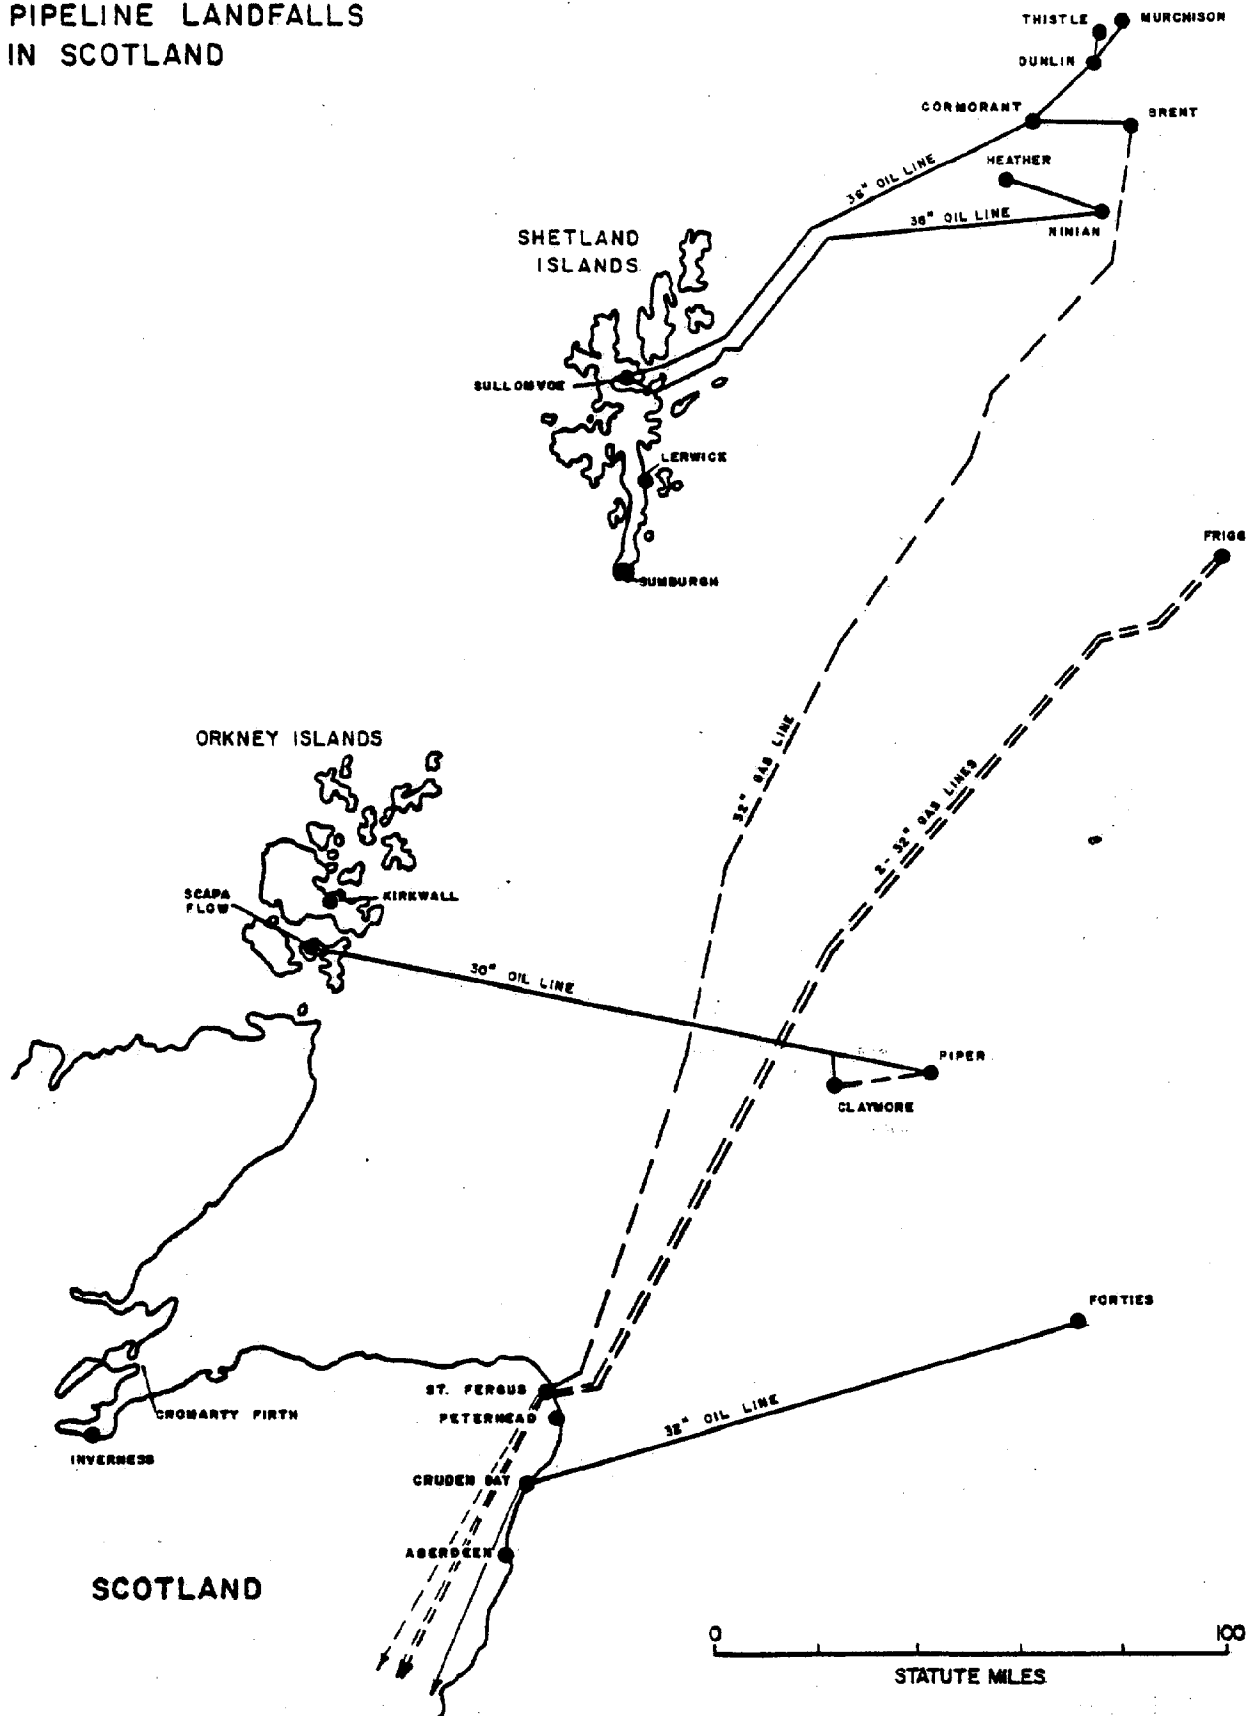 PIPELINE LANDFALLS
IN SCOTLAND
THISTLE
MURCHISON
DUNLIN
CORMORANT
BRENT
HEATHER
36" OIL LINE
36" OIL LINE
NINIAN
SHETLAND
ISLANDS
SULLOMVOE
LERWICK
SUMBURGH
FRIGG
32" GAS LINE
2 - 32" GAS LINES
ORKNEY ISLANDS
SCAPA
FLOW
KIRKWALL
30" OIL LINE
PIPER
CLAYMORE
FORTIES
ST. FERGUS
PETERHEAD
32" OIL LINE
CROMARTY FIRTH
INVERNESS
CRUDEN BAY
ABERDEEN
SCOTLAND
0
100
STATUTE MILES